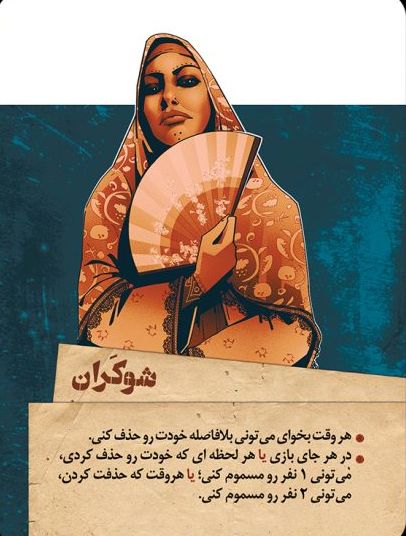 شوکَران
هر وقت بخوای می‌تونی بلافاصله خودت رو حذف کنی.
در هر جای بازی یا هر لحظه ای که خودت رو حذف کردی،
می‌تونی ۱ نفر رو مسموم کنی؛ یا هروقت که حذفت کردن،
می‌تونی ۲ نفر رو مسموم کنی.